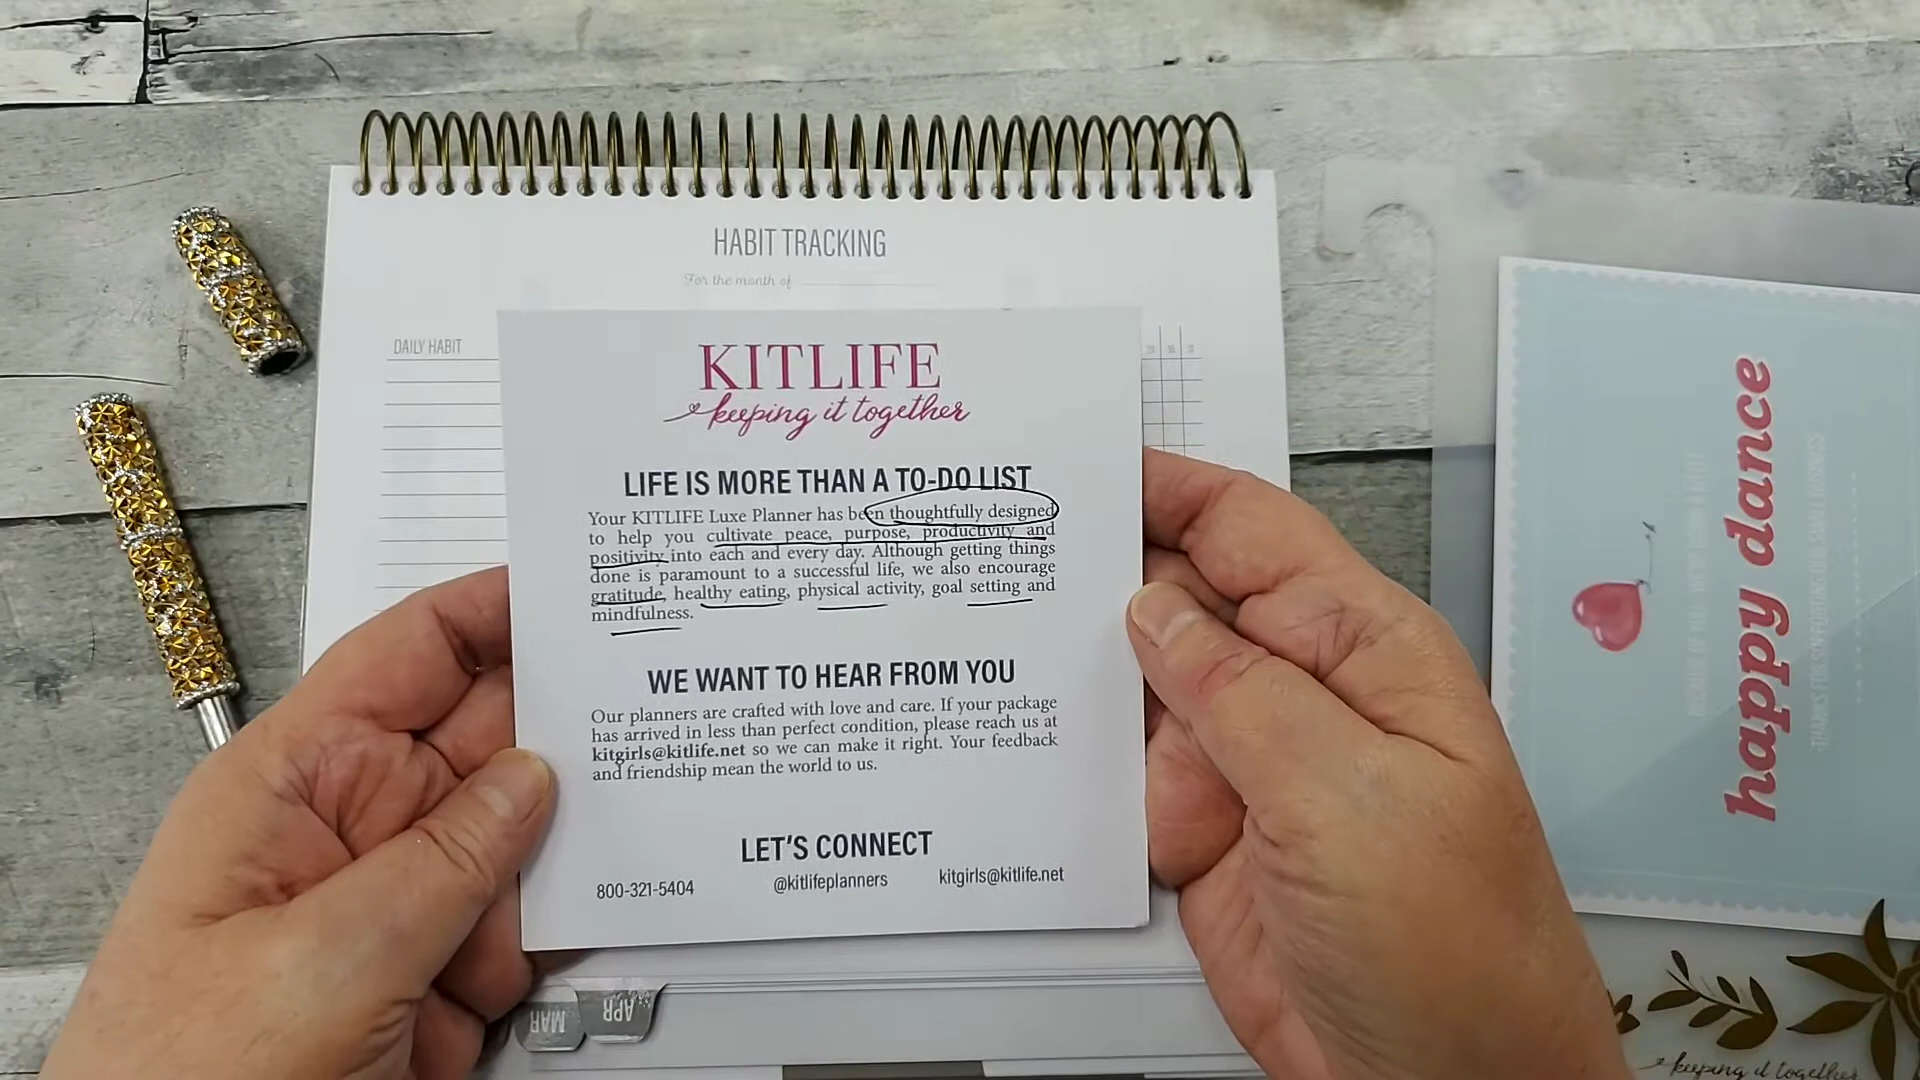 HABIT TRACKING
For the month of
DAILY HABIT
KITLIFE
keeping it together
LIFE IS MORE THAN A TO-DO LIST
Your KITLIFE Luxe Planner has been thoughtfully designed
to help you cultivate peace, purpose, productivity and
positivity into each and every day. Although getting things
done is paramount to a successful life, we also encourage
gratitude, healthy eating, physical activity, goal setting and
mindfulness.
WE WANT TO HEAR FROM YOU
Our planners are crafted with love and care. If your package
has arrived in less than perfect condition, please reach us at
kitgirls@kitlife.net so we can make it right. Your feedback
and friendship mean the world to us.
LET'S CONNECT
800-321-5404 @kitlifeplanners kitgirls@kitlife.net
MAR
APR
happy dance
keeping it together